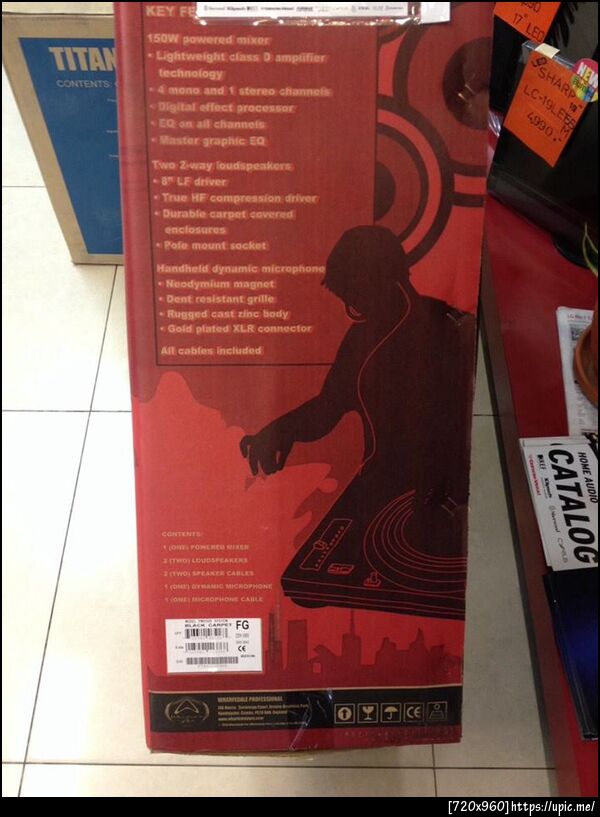 KEY FE
150W powered mixer
• Lightweight class D amplifier
technology
• 4 mono and 1 stereo channels
• Digital effect processor
• EQ on all channels
• Master graphic EQ
Two 2-way loudspeakers
• 8" LF driver
• True HF compression driver
• Durable carpet covered
enclosures
• Pole mount socket
Handheld dynamic microphone
• Neodymium magnet
• Dent resistant grille
• Rugged cast zinc body
• Gold plated XLR connector
All cables included
CONTENTS:
1 (ONE) POWERED MIXER
2 (TWO) LOUDSPEAKERS
2 (TWO) SPEAKER CABLES
1 (ONE) DYNAMIC MICROPHONE
1 (ONE) MICROPHONE CABLE
BLACK CARPET
FG
CE
WHARFEDALE PROFESSIONAL
CE
TITAN
CONTENTS:
17" LED
NEW
SHARP
4990.-
HOME AUDIO
CATALOG
KEF
Klipsch
Sherwood
[720x960]https://upic.me/